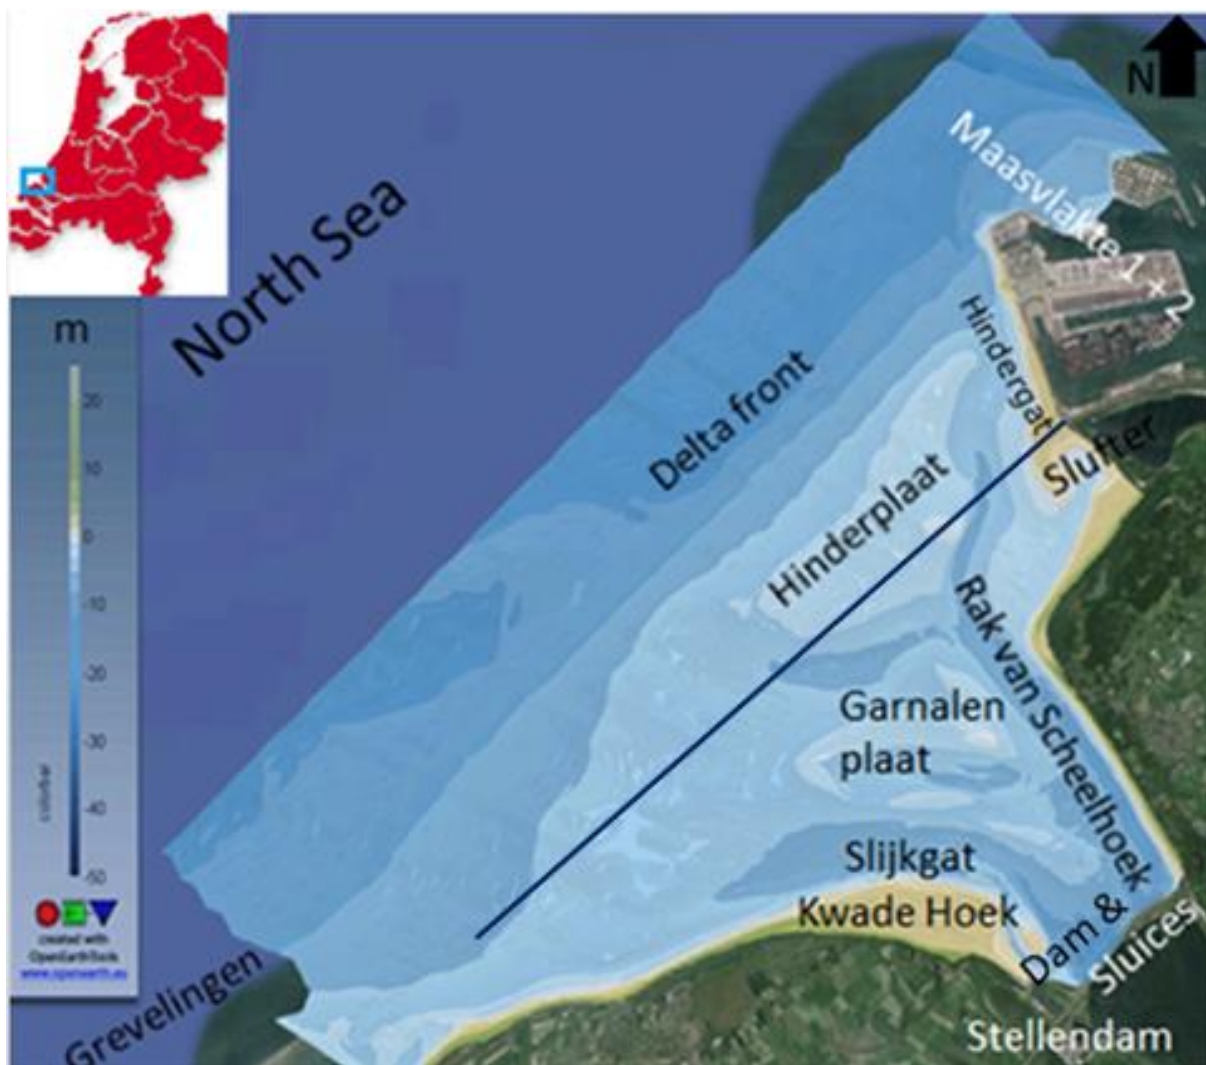 N
Maasvlakte 1 + 2
North Sea
m
20
10
0
-10
-20
-30
-40
-50
colorbar
created with
OpenEarthTools
www.openearth.eu
Hindergat
Delta front
Slufter
Hinderplaat
Rak van Scheelhoek
Garnalen
plaat
Slijkgat
Kwade Hoek
Dam &
Sluices
Grevelingen
Stellendam